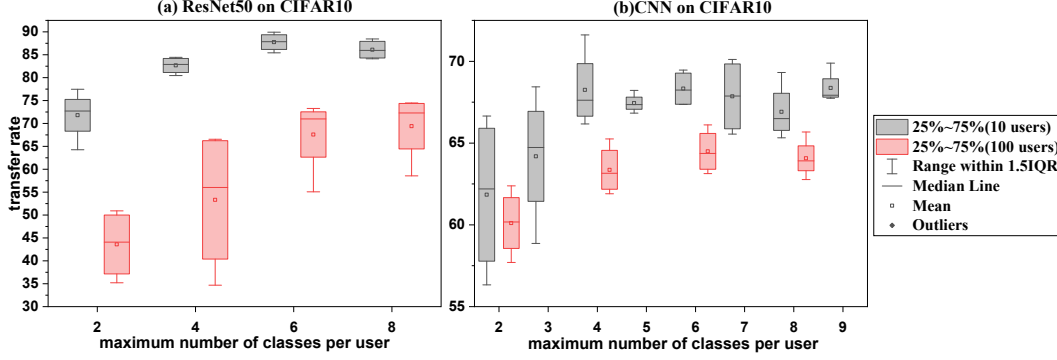 (a) ResNet50 on CIFAR10
transfer rate
90
85
80
75
70
65
60
55
50
45
40
35
30
2 4 6 8
maximum number of classes per user
(b)CNN on CIFAR10
70
65
60
55
2 3 4 5 6 7 8 9
maximum number of classes per user
25%~75%(10 users)
25%~75%(100 users)
Range within 1.5IQR
Median Line
Mean
Outliers